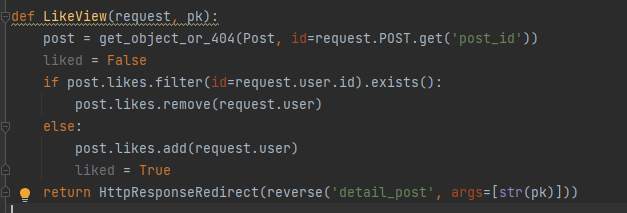 def LikeView(request, pk):
    post = get_object_or_404(Post, id=request.POST.get('post_id'))
    liked = False
    if post.likes.filter(id=request.user.id).exists():
        post.likes.remove(request.user)
    else:
        post.likes.add(request.user)
        liked = True
    return HttpResponseRedirect(reverse('detail_post', args=[str(pk)]))